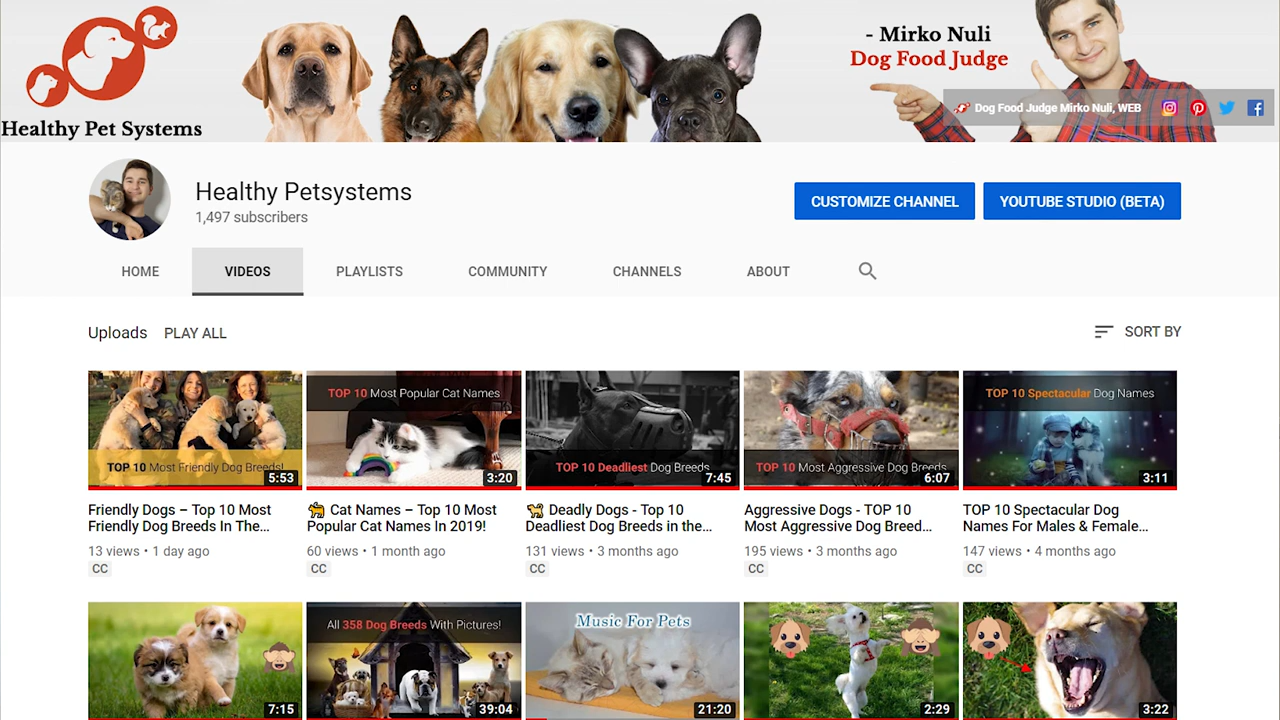 - Mirko Nuli
Dog Food Judge
Healthy Pet Systems
Dog Food Judge Mirko Nuli, WEB
Healthy Petsystems
1,497 subscribers
CUSTOMIZE CHANNEL
YOUTUBE STUDIO (BETA)
HOME
VIDEOS
PLAYLISTS
COMMUNITY
CHANNELS
ABOUT
Uploads
PLAY ALL
SORT BY
TOP 10 Most Friendly Dog Breeds!
5:53
TOP 10 Most Popular Cat Names
3:20
TOP 10 Deadliest Dog Breeds
7:45
TOP 10 Most Aggressive Dog Breeds
6:07
TOP 10 Spectacular Dog Names
3:11
Friendly Dogs – Top 10 Most
Friendly Dog Breeds In The...
13 views • 1 day ago
CC
🐈 Cat Names – Top 10 Most
Popular Cat Names In 2019!
60 views • 1 month ago
CC
🐕 Deadly Dogs - Top 10
Deadliest Dog Breeds in the...
131 views • 3 months ago
CC
Aggressive Dogs - TOP 10
Most Aggressive Dog Breed...
195 views • 3 months ago
CC
TOP 10 Spectacular Dog
Names For Males & Female...
147 views • 4 months ago
CC
7:15
All 358 Dog Breeds With Pictures!
39:04
Music For Pets
21:20
2:29
3:22